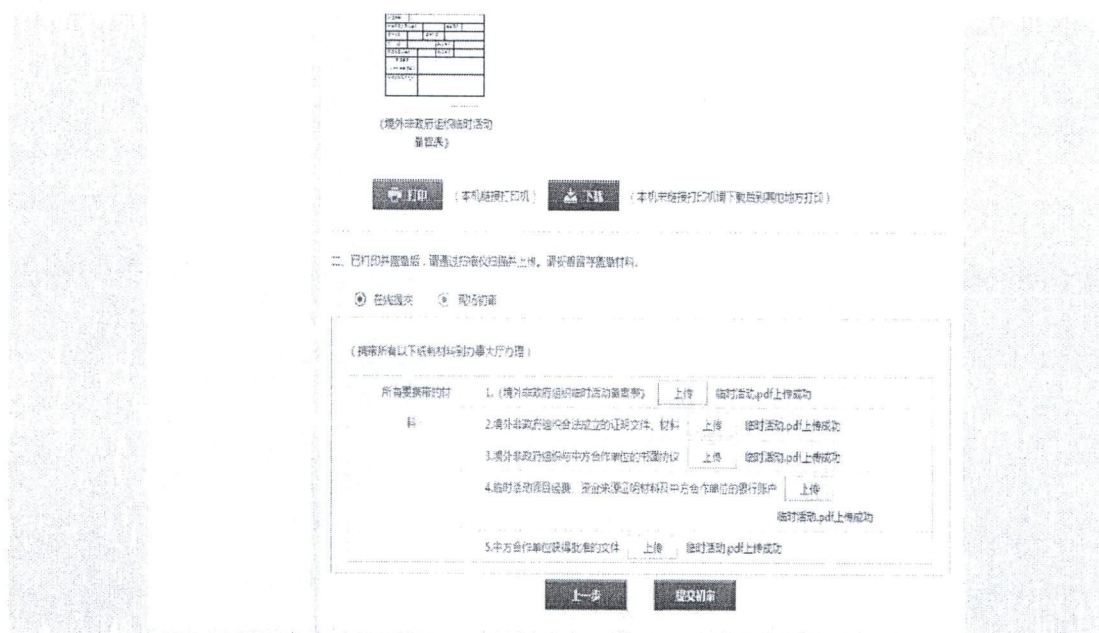 《境外非政府组织临时活动
备案表》
打印 (本机链接打印机) 下载 (本机未链接打印机请下载后到其他地方打印)
二、已打印并盖章后,请通过扫描仪扫描并上传。请妥善留存盖章材料。
在线提交 现场初审
(携带所有以下纸制材料到办事大厅办理)
所有要携带的材
料
1.《境外非政府组织临时活动备案表》 上传 临时活动.pdf上传成功
2.境外非政府组织合法成立的证明文件、材料 上传 临时活动.pdf上传成功
3.境外非政府组织与中方合作单位的书面协议 上传 临时活动.pdf上传成功
4.临时活动项目经费、资金来源证明材料及中方合作单位的银行账户 上传
临时活动.pdf上传成功
5.中方合作单位获得批准的文件 上传 临时活动.pdf上传成功
上一步 提交初审